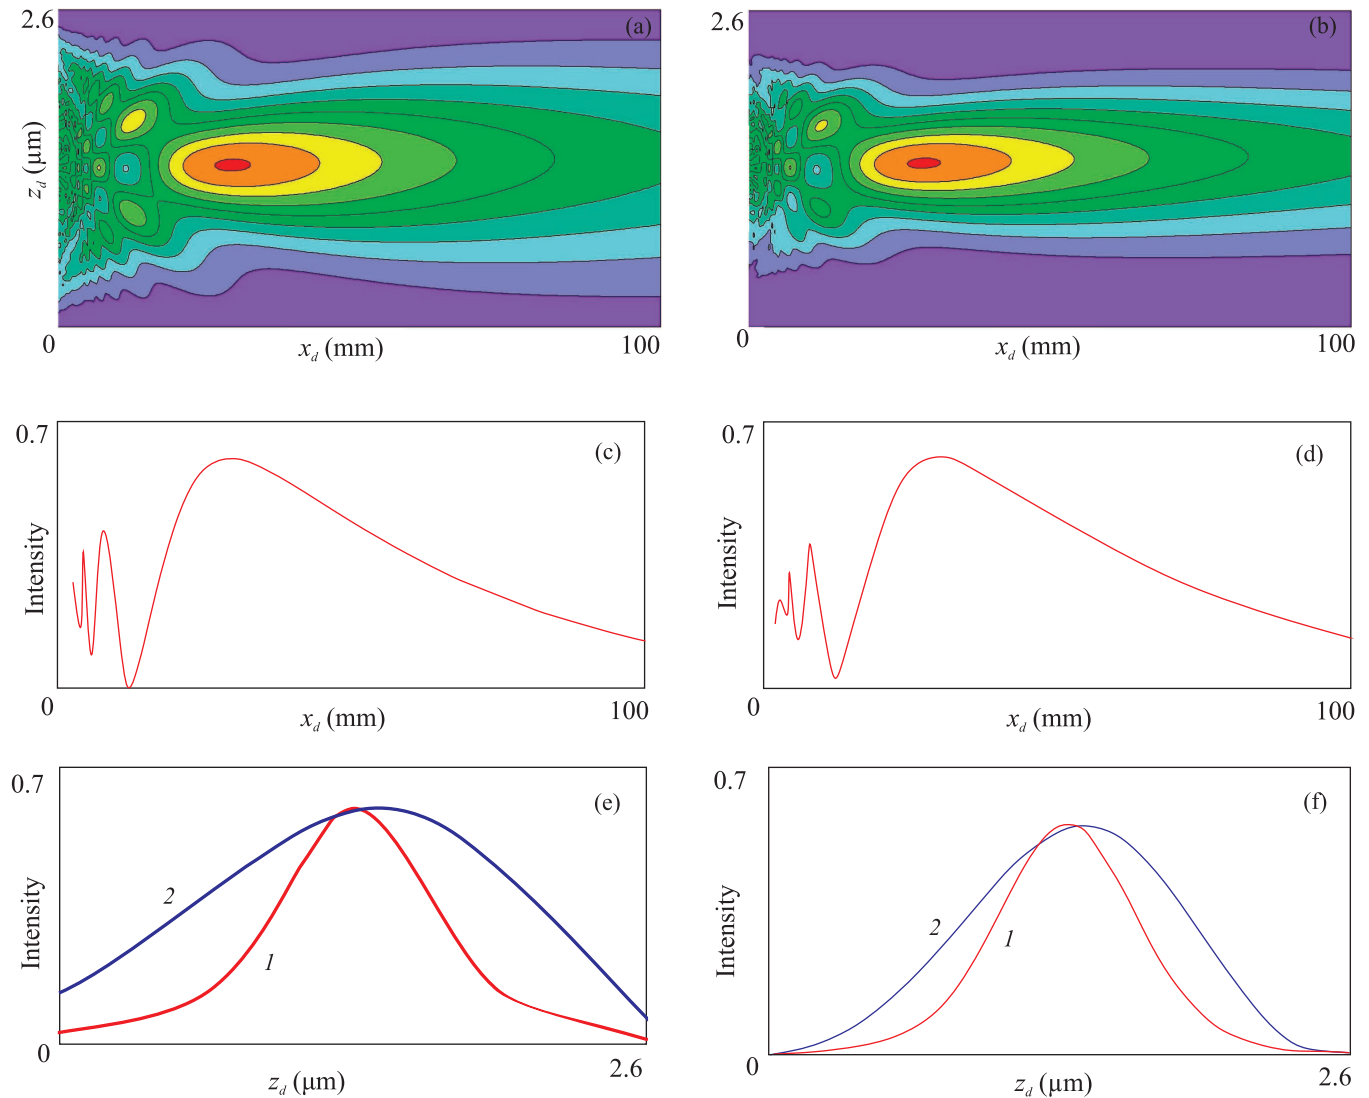 2.6 (a) 2.6 (b)
z_d (μm)
0 x_d (mm) 100 0 x_d (mm) 100
0.7 (c) 0.7 (d)
Intensity Intensity
0 x_d (mm) 100 0 x_d (mm) 100
0.7 (e) 0.7 (f)
Intensity 2 1 Intensity 2 1
0 z_d (μm) 2.6 0 z_d (μm) 2.6